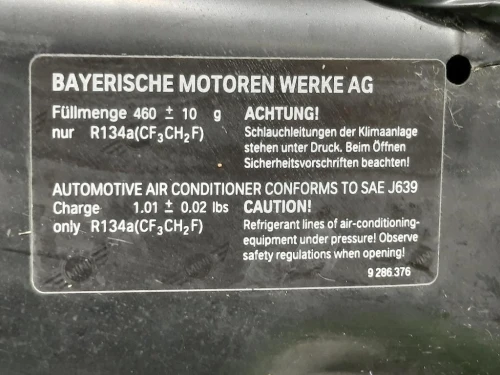 BAYERISCHE MOTOREN WERKE AG
Füllmenge 460 ± 10 g
nur R134a(CF₃CH₂F)
ACHTUNG!
Schlauchleitungen der Klimaanlage
stehen unter Druck. Beim Öffnen
Sicherheitsvorschriften beachten!
AUTOMOTIVE AIR CONDITIONER CONFORMS TO SAE J639
Charge 1.01 ± 0.02 lbs
only R134a(CF₃CH₂F)
CAUTION!
Refrigerant lines of air-conditioning-
equipment under pressure! Observe
safety regulations when opening!
9 286.376